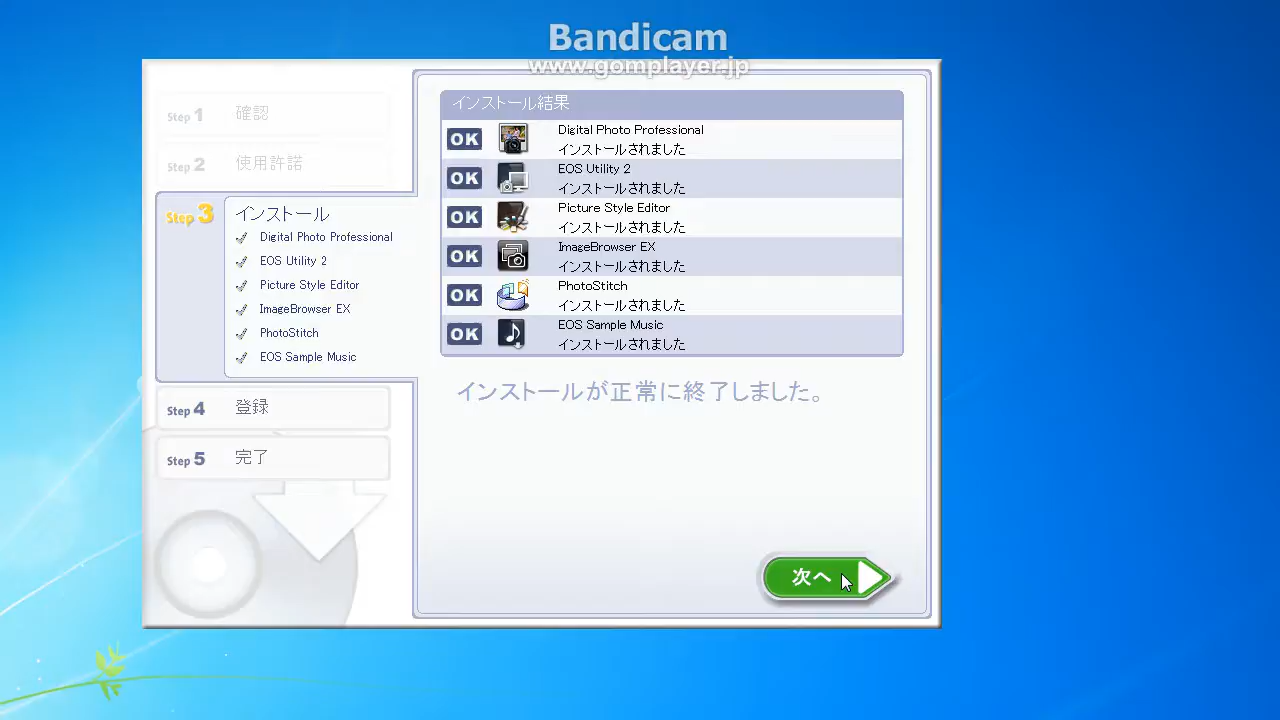 Bandicam
www.gomplayer.jp
Step 1 確認
Step 2 使用許諾
Step 3 インストール
Digital Photo Professional
EOS Utility 2
Picture Style Editor
ImageBrowser EX
PhotoStitch
EOS Sample Music
Step 4 登録
Step 5 完了
インストール結果
OK Digital Photo Professional
インストールされました
OK EOS Utility 2
インストールされました
OK Picture Style Editor
インストールされました
OK ImageBrowser EX
インストールされました
OK PhotoStitch
インストールされました
OK EOS Sample Music
インストールされました
インストールが正常に終了しました。
次へ